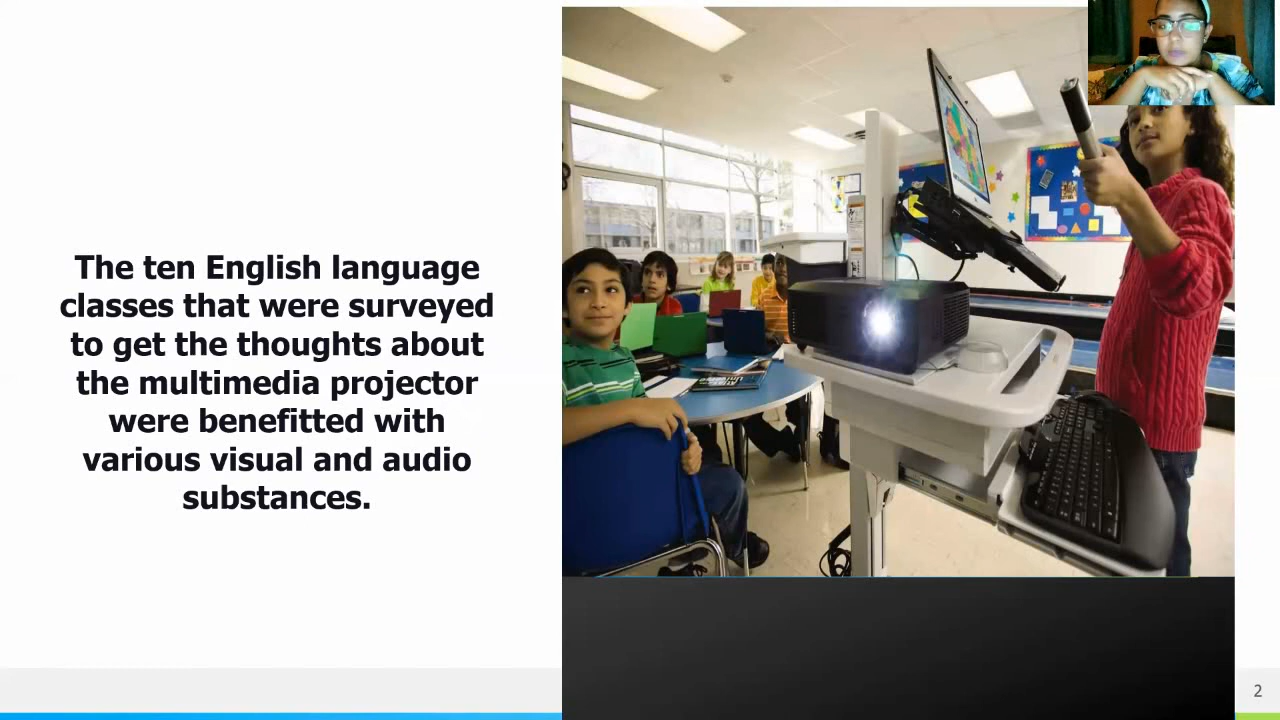 The ten English language
classes that were surveyed
to get the thoughts about
the multimedia projector
were benefitted with
various visual and audio
substances.
2